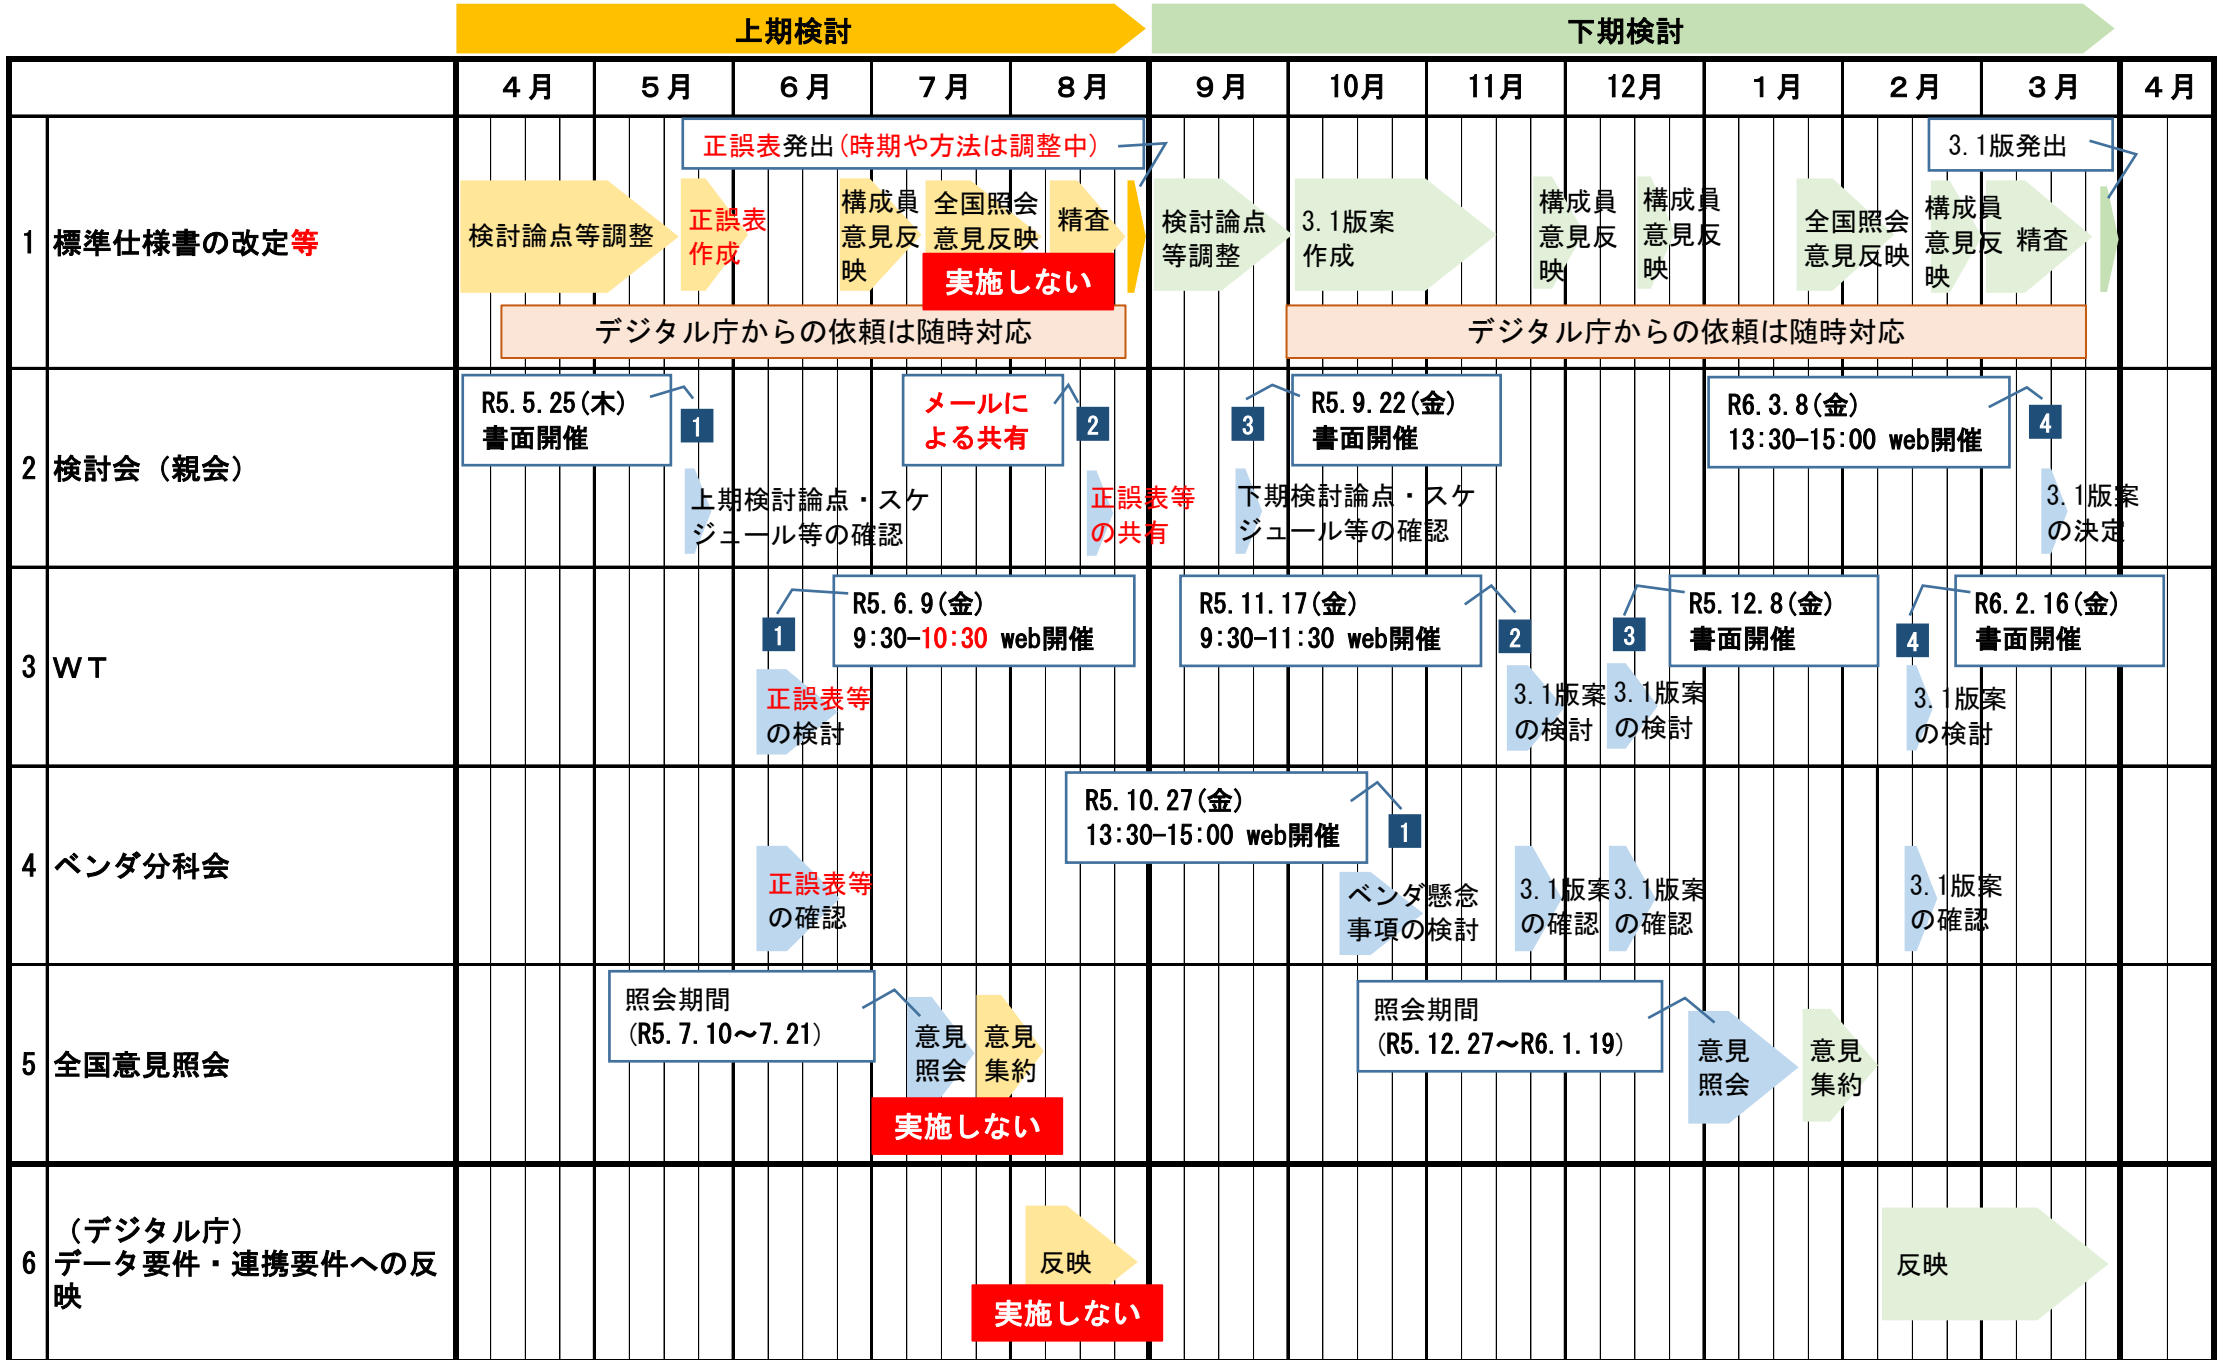 上期検討
下期検討
4月
5月
6月
7月
8月
9月
10月
11月
12月
1月
2月
3月
4月
1
標準仕様書の改定等
正誤表発出(時期や方法は調整中)
3.1版発出
検討論点等調整
正誤表
作成
構成員
意見反
映
全国照会
意見反映
精査
実施しない
検討論点
等調整
3.1版案
作成
構成員
意見反
映
構成員
意見反
映
全国照会
意見反映
構成員
意見反
映
精査
デジタル庁からの依頼は随時対応
デジタル庁からの依頼は随時対応
2
検討会（親会）
R5.5.25(木)
書面開催
1
上期検討論点・スケ
ジュール等の確認
メールに
よる共有
2
正誤表等
の共有
3
R5.9.22(金)
書面開催
下期検討論点・スケ
ジュール等の確認
R6.3.8(金)
13:30-15:00 web開催
4
3.1版案
の決定
3
ＷＴ
1
R5.6.9(金)
9:30-10:30 web開催
正誤表等
の検討
R5.11.17(金)
9:30-11:30 web開催
2
3.1版案
の検討
3
R5.12.8(金)
書面開催
3.1版案
の検討
4
R6.2.16(金)
書面開催
3.1版案
の検討
4
ベンダ分科会
正誤表等
の確認
R5.10.27(金)
13:30-15:00 web開催
1
ベンダ懸念
事項の検討
3.1版案
の確認
3.1版案
の確認
3.1版案
の確認
5
全国意見照会
照会期間
(R5.7.10～7.21)
意見
照会
意見
集約
実施しない
照会期間
(R5.12.27～R6.1.19)
意見
照会
意見
集約
6
（デジタル庁）
データ要件・連携要件への反
映
反映
実施しない
反映